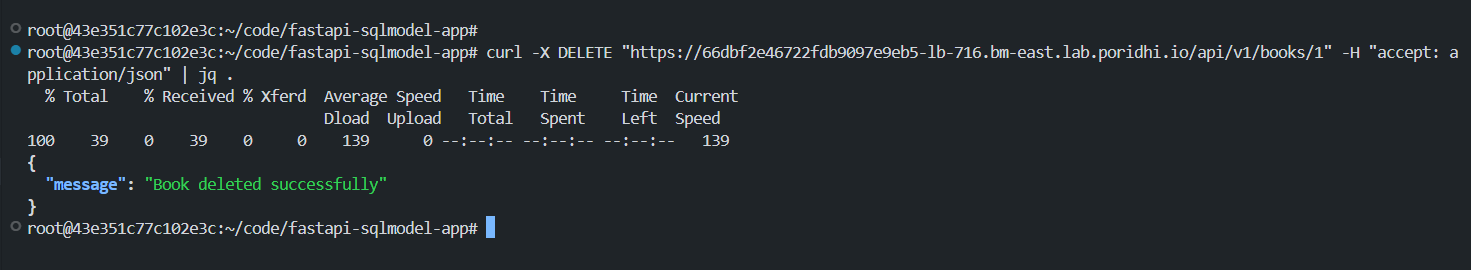 root@43e351c77c102e3c:~/code/fastapi-sqlmodel-app#
root@43e351c77c102e3c:~/code/fastapi-sqlmodel-app# curl -X DELETE "https://66dbf2e46722fdb9097e9eb5-lb-716.bm-east.lab.poridhi.io/api/v1/books/1" -H "accept: a
pplication/json" | jq .
  % Total    % Received % Xferd  Average Speed   Time    Time     Time  Current
                                 Dload  Upload   Total   Spent    Left  Speed
100    39    0    39    0     0    139      0 --:--:-- --:--:-- --:--:--   139
{
  "message": "Book deleted successfully"
}
root@43e351c77c102e3c:~/code/fastapi-sqlmodel-app#